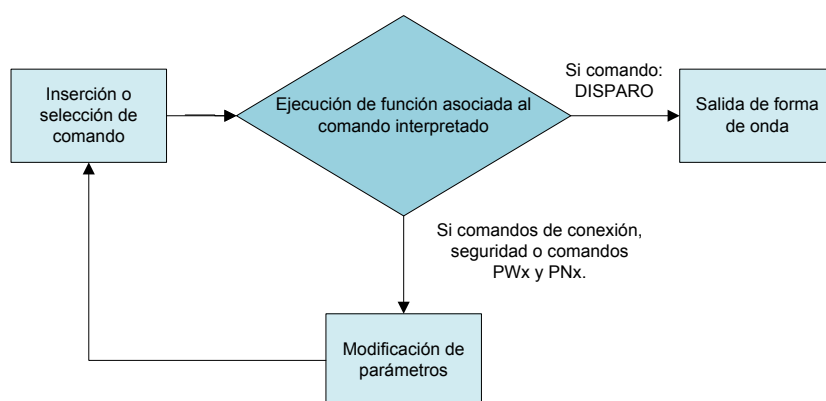 Inserción o
selección de
comando
Ejecución de función asociada al
comando interpretado
Si comando:
DISPARO
Salida de forma
de onda
Si comandos de conexión,
seguridad o comandos
PWx y PNx.
Modificación de
parámetros